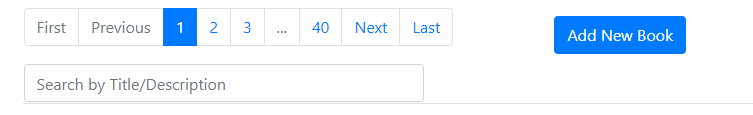 First Previous 1 2 3 ... 40 Next Last Add New Book
Search by Title/Description